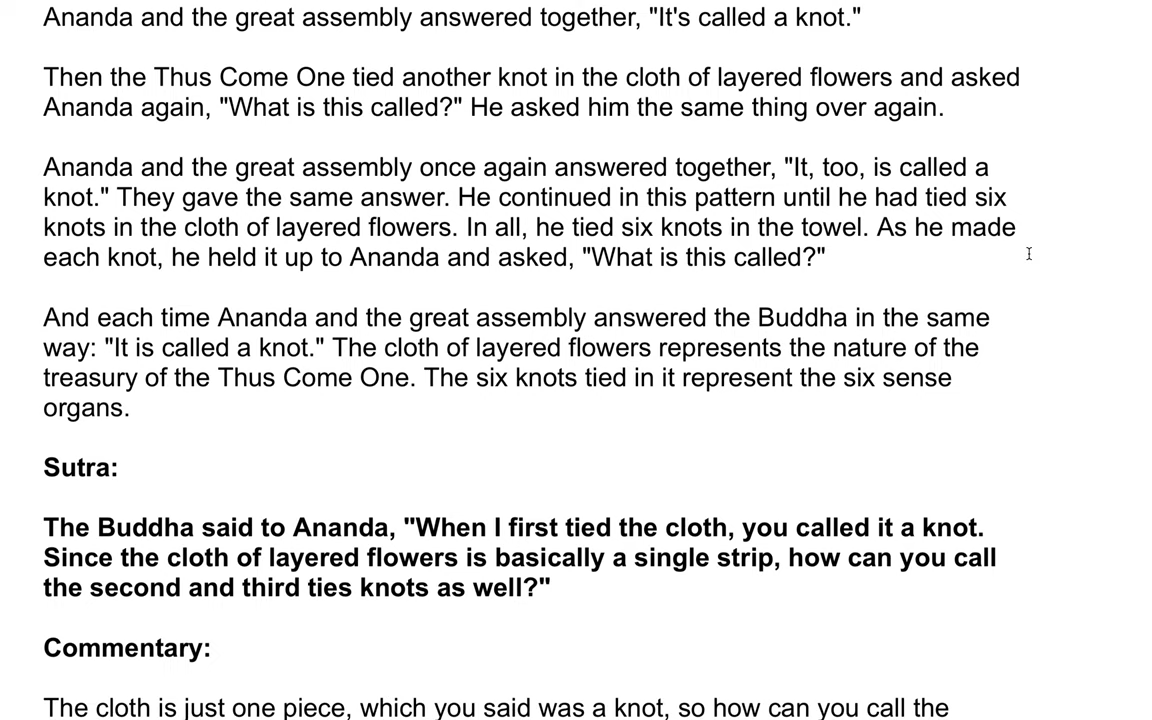 Ananda and the great assembly answered together, "It's called a knot."
Then the Thus Come One tied another knot in the cloth of layered flowers and asked
Ananda again, "What is this called?" He asked him the same thing over again.
Ananda and the great assembly once again answered together, "It, too, is called a
knot." They gave the same answer. He continued in this pattern until he had tied six
knots in the cloth of layered flowers. In all, he tied six knots in the towel. As he made
each knot, he held it up to Ananda and asked, "What is this called?"
And each time Ananda and the great assembly answered the Buddha in the same
way: "It is called a knot." The cloth of layered flowers represents the nature of the
treasury of the Thus Come One. The six knots tied in it represent the six sense
organs.
Sutra:
The Buddha said to Ananda, "When I first tied the cloth, you called it a knot.
Since the cloth of layered flowers is basically a single strip, how can you call
the second and third ties knots as well?"
Commentary:
The cloth is just one piece, which you said was a knot, so how can you call the